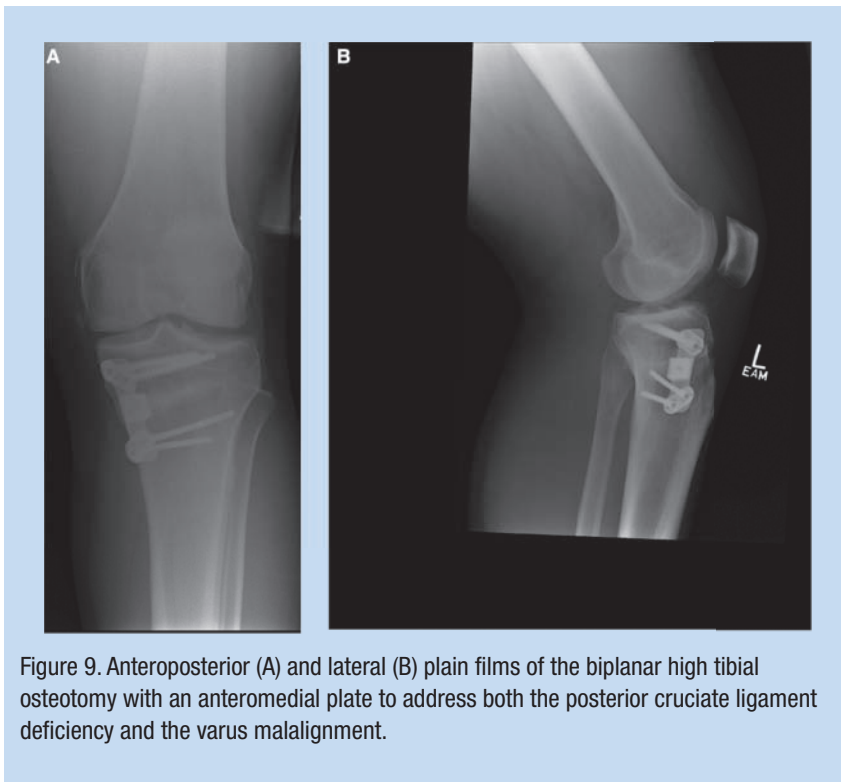 A
B
L
EAM
Figure 9. Anteroposterior (A) and lateral (B) plain films of the biplanar high tibial
osteotomy with an anteromedial plate to address both the posterior cruciate ligament
deficiency and the varus malalignment.